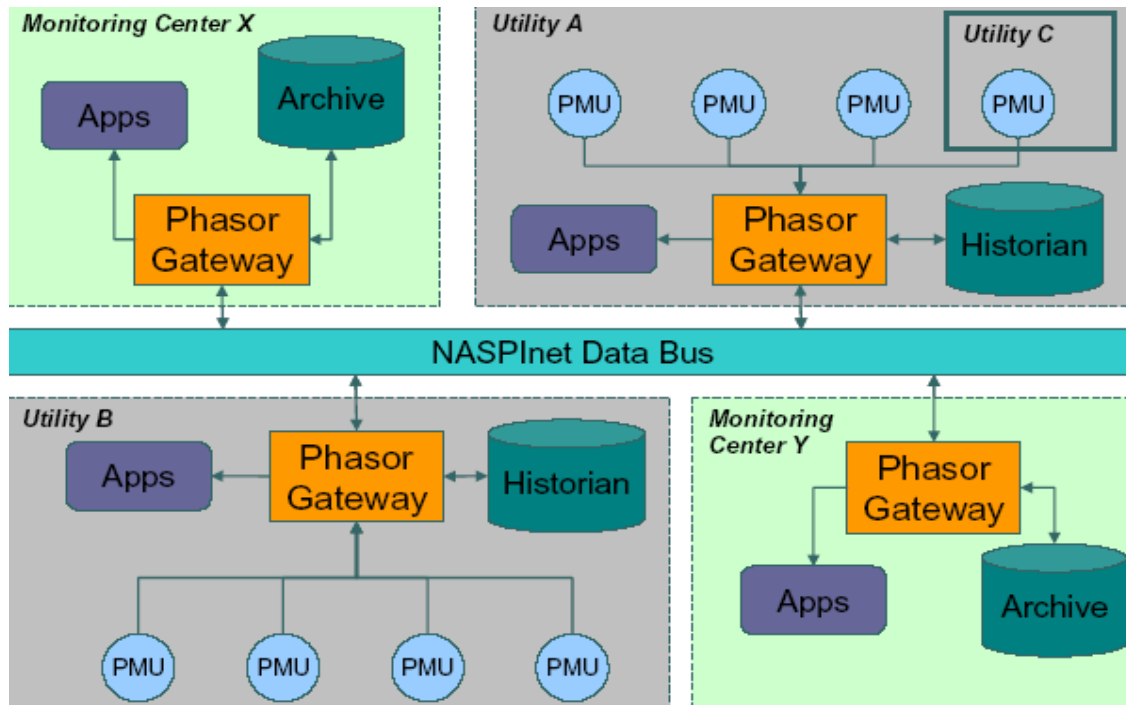 Monitoring Center X
Apps
Archive
Phasor
Gateway
Utility A
Utility C
PMU
PMU
PMU
PMU
Apps
Phasor
Gateway
Historian
NASPInet Data Bus
Utility B
Apps
Phasor
Gateway
Historian
PMU
PMU
PMU
PMU
Monitoring
Center Y
Phasor
Gateway
Apps
Archive